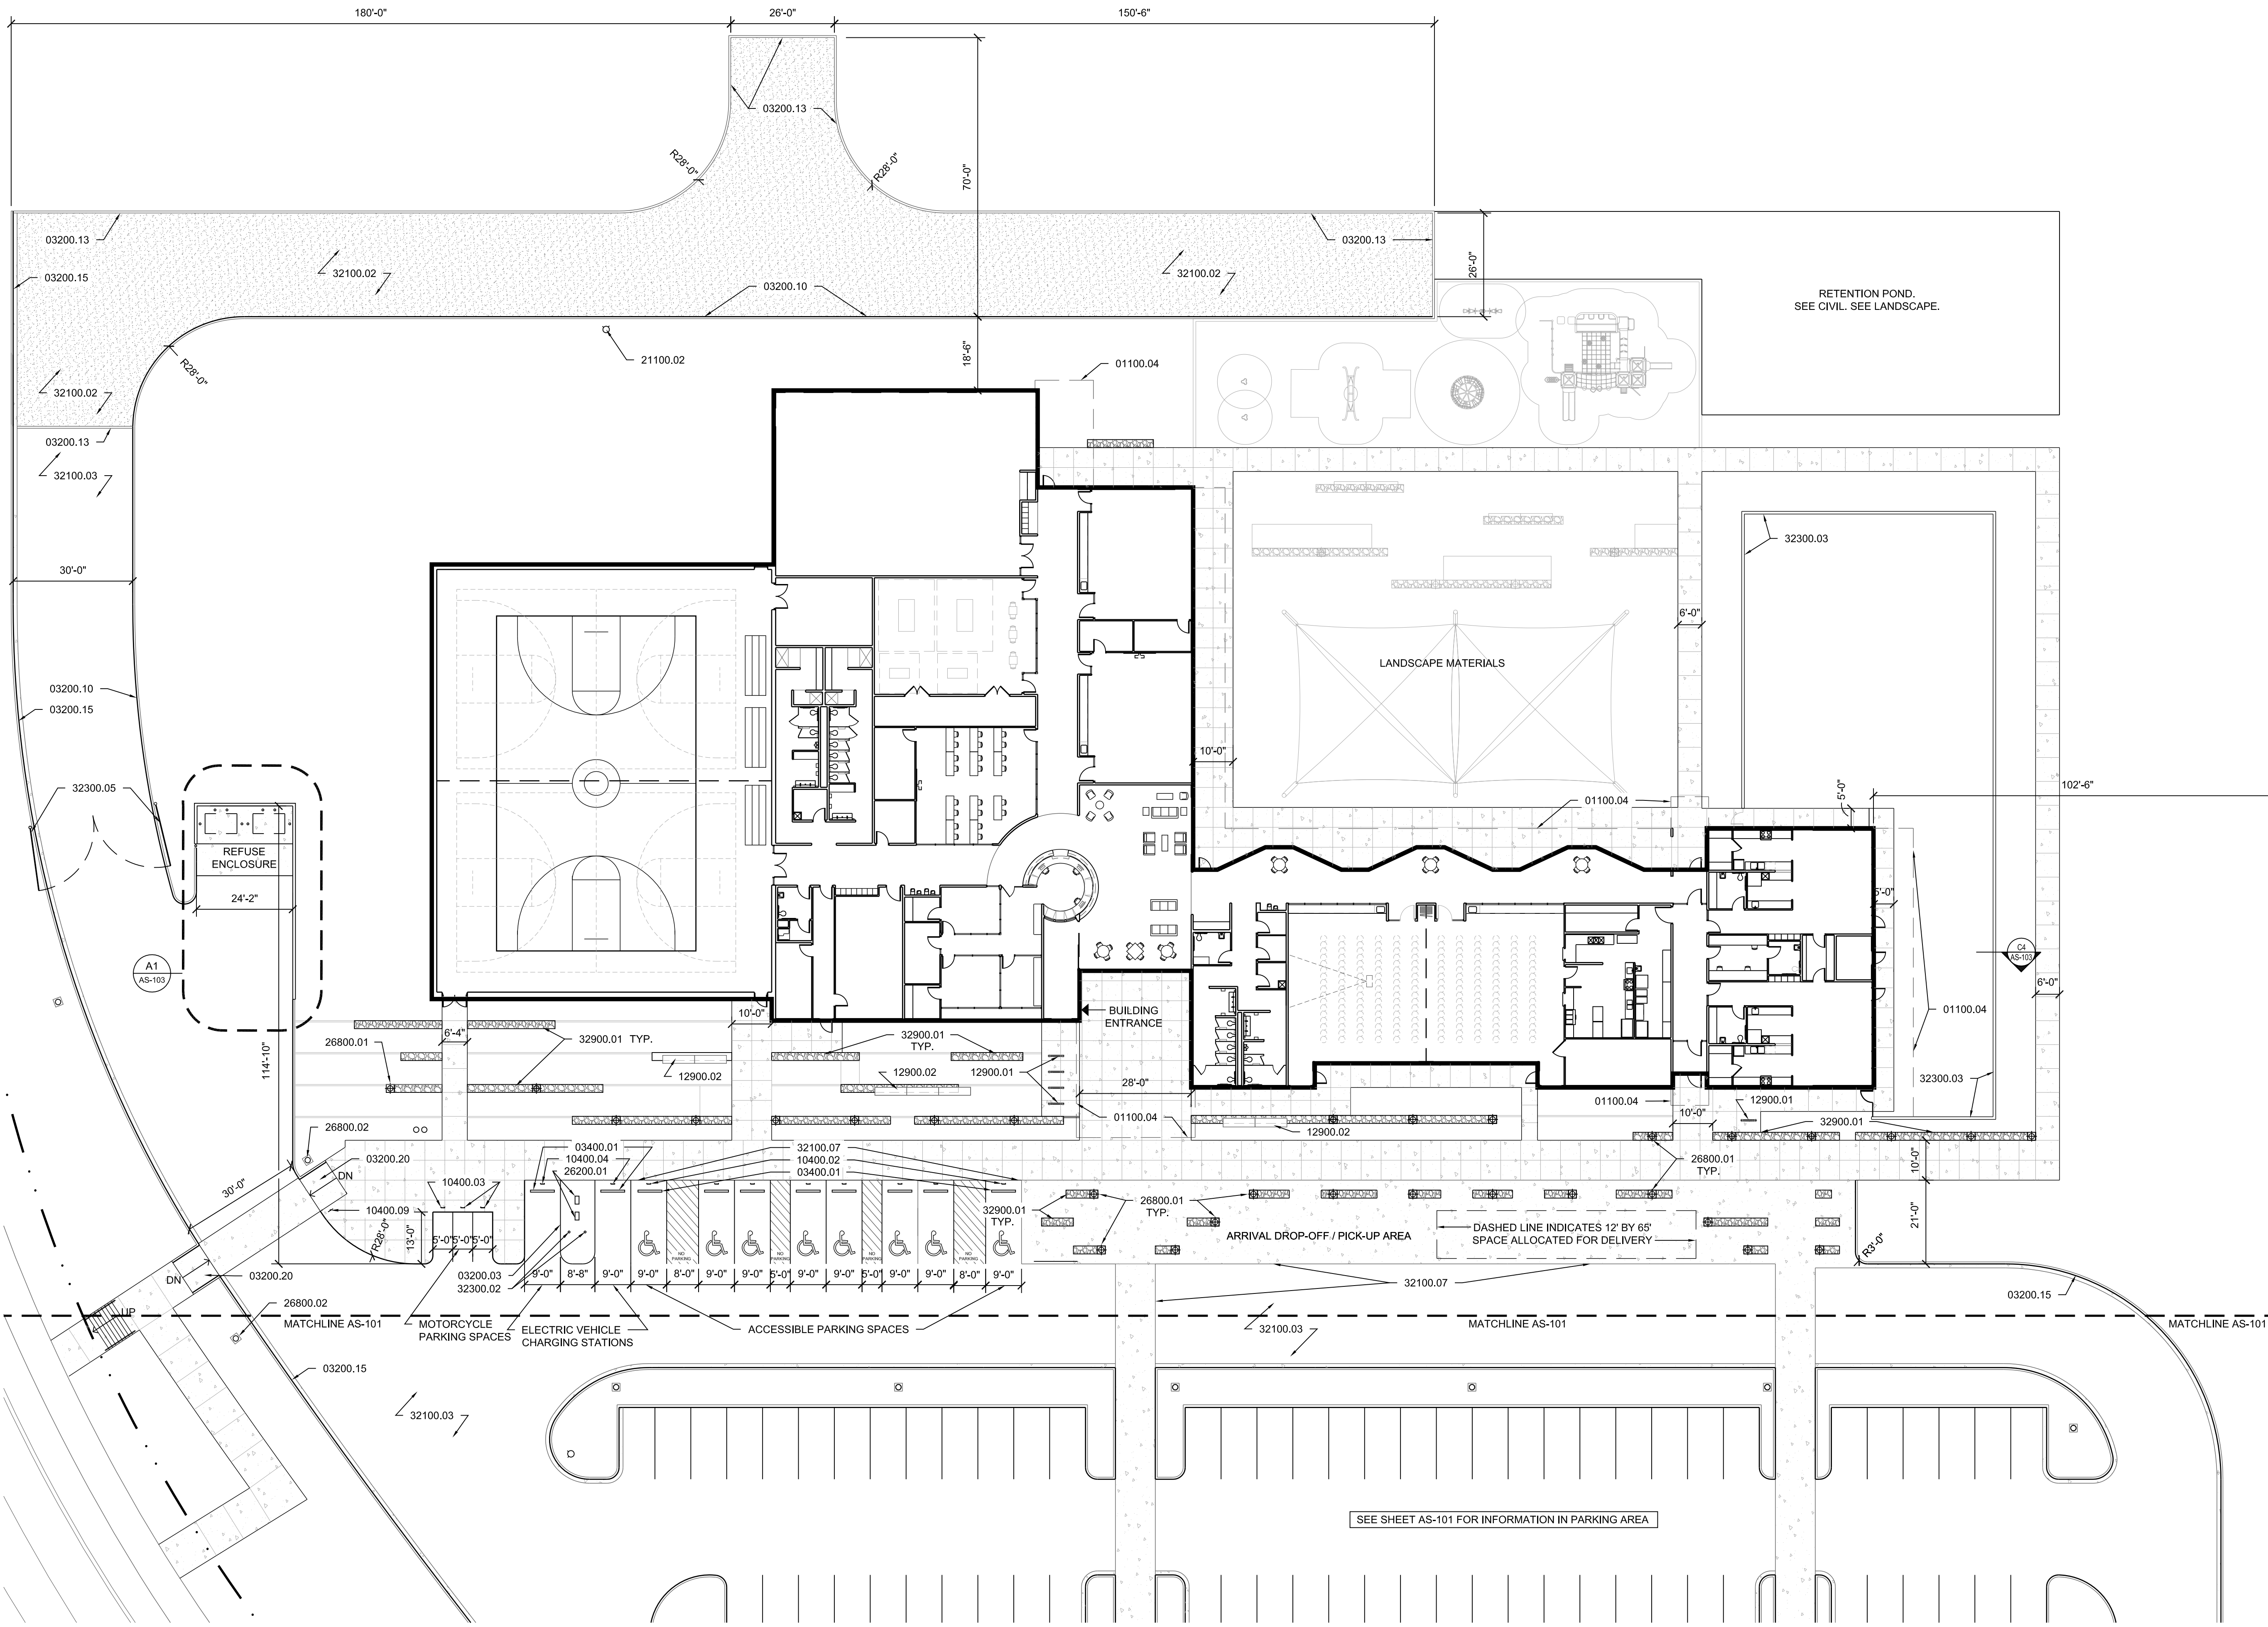 180'-0"
26'-0"
150'-6"
03200.13
R28'-0"
R28'-0"
70'-0"
03200.13
03200.15
32100.02
32100.02
03200.10
03200.13
26'-0"
RETENTION POND.
SEE CIVIL. SEE LANDSCAPE.
R28'-0"
21100.02
18'-6"
01100.04
32100.02
03200.13
32100.03
30'-0"
32300.03
6'-0"
LANDSCAPE MATERIALS
03200.10
03200.15
10'-0"
32300.05
01100.04
5'-0"
102'-6"
REFUSE
ENCLOSURE
24'-2"
5'-0"
A1
AS-103
C4
AS-103
6'-0"
114'-10"
10'-0"
BUILDING
ENTRANCE
01100.04
26800.01
6'-4"
32900.01 TYP.
32900.01
TYP.
12900.02
12900.02
12900.01
28'-0"
32300.03
01100.04
12900.01
10'-0"
01100.04
12900.02
32900.01
26800.02
03200.20
DN
30'-0"
03400.01
10400.04
26200.01
32100.07
10400.02
03400.01
26800.01
TYP.
10'-0"
10400.03
10400.09
R28'-0"
13'-0"
5'-0"
5'-0"
5'-0"
32900.01
TYP.
26800.01
TYP.
ARRIVAL DROP-OFF / PICK-UP AREA
DASHED LINE INDICATES 12' BY 65'
SPACE ALLOCATED FOR DELIVERY
21'-0"
R3'-0"
NO
PARKING
NO
PARKING
NO
PARKING
NO
PARKING
DN
03200.20
03200.03
32300.02
9'-0"
8'-8"
9'-0"
9'-0"
8'-0"
9'-0"
9'-0"
5'-0"
9'-0"
9'-0"
5'-0"
9'-0"
9'-0"
8'-0"
9'-0"
32100.07
03200.15
UP
26800.02
MATCHLINE AS-101
MOTORCYCLE
PARKING SPACES
ELECTRIC VEHICLE
CHARGING STATIONS
ACCESSIBLE PARKING SPACES
32100.03
MATCHLINE AS-101
MATCHLINE AS-101
03200.15
32100.03
SEE SHEET AS-101 FOR INFORMATION IN PARKING AREA